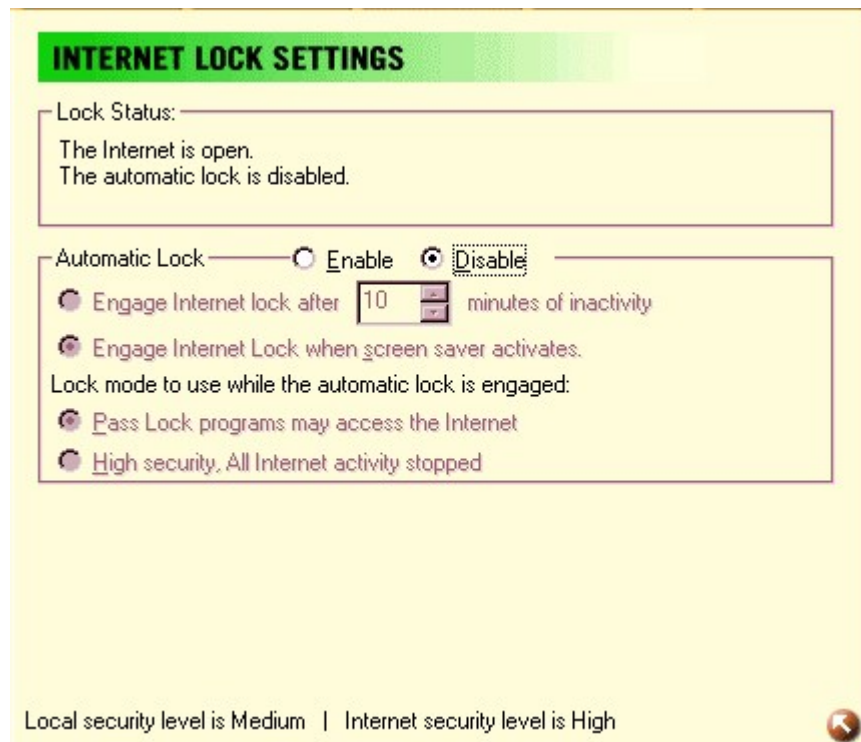 INTERNET LOCK SETTINGS
Lock Status:
The Internet is open.
The automatic lock is disabled.
Automatic Lock Enable Disable
Engage Internet lock after 10 minutes of inactivity
Engage Internet Lock when screen saver activates.
Lock mode to use while the automatic lock is engaged:
Pass Lock programs may access the Internet
High security, All Internet activity stopped
Local security level is Medium | Internet security level is High